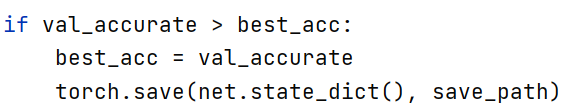 if val_accurate > best_acc:
    best_acc = val_accurate
    torch.save(net.state_dict(), save_path)